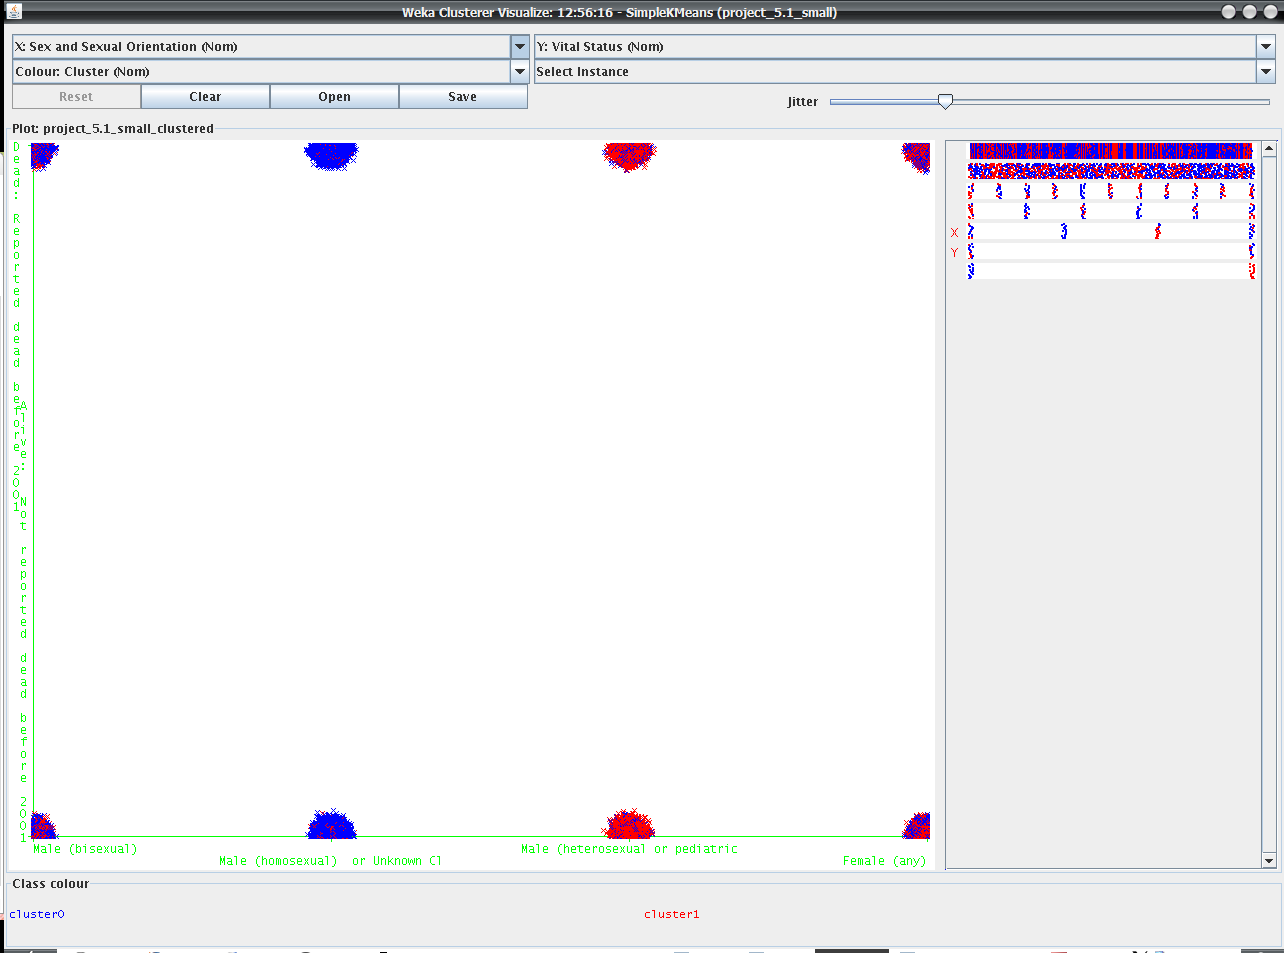 Weka Clusterer Visualize: 12:56:16 - SimpleKMeans (project_5.1_small)
X: Sex and Sexual Orientation (Nom)
Y: Vital Status (Nom)
Colour: Cluster (Nom)
Select Instance
Reset
Clear
Open
Save
Jitter
Plot: project_5.1_small_clustered
Dead: Reported dead before 2001
Alive: Not reported dead before 2001
X
Y
Male (bisexual)
Male (homosexual) or Unknown Cl
Male (heterosexual or pediatric
Female (any)
Class colour
cluster0
cluster1